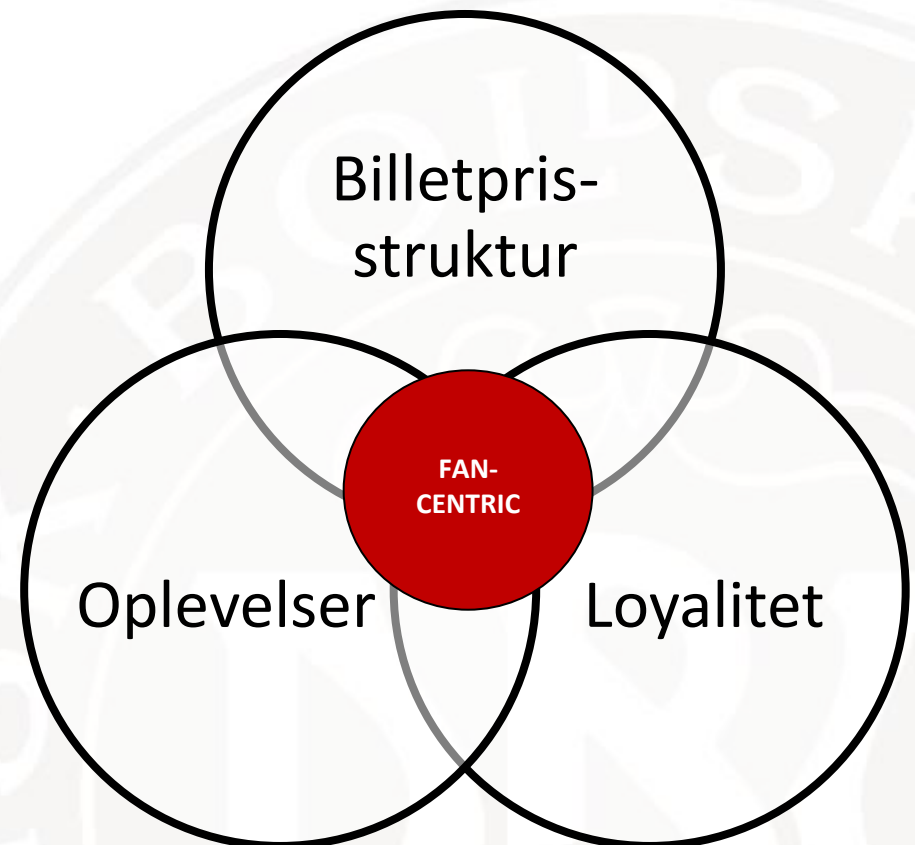 Billetpris-
struktur
FAN-
CENTRIC
Oplevelser
Loyalitet